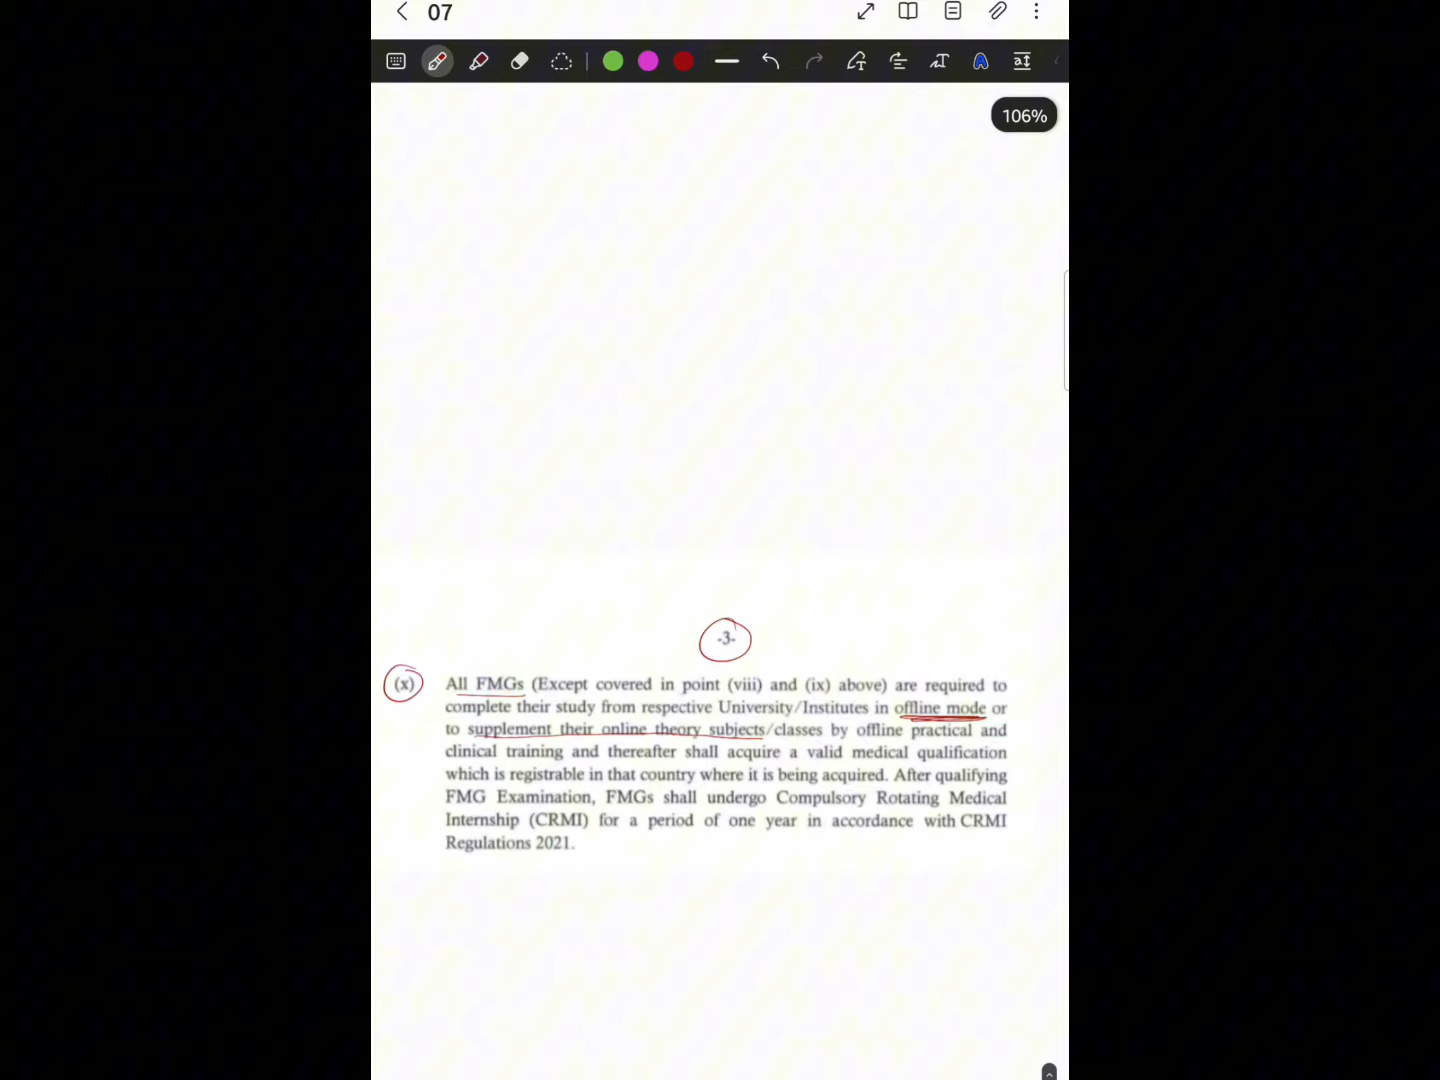 07
106%
-3-
(x) All FMGs (Except covered in point (viii) and (ix) above) are required to
complete their study from respective University/Institutes in offline mode or
to supplement their online theory subjects/classes by offline practical and
clinical training and thereafter shall acquire a valid medical qualification
which is registrable in that country where it is being acquired. After qualifying
FMG Examination, FMGs shall undergo Compulsory Rotating Medical
Internship (CRMI) for a period of one year in accordance with CRMI
Regulations 2021.